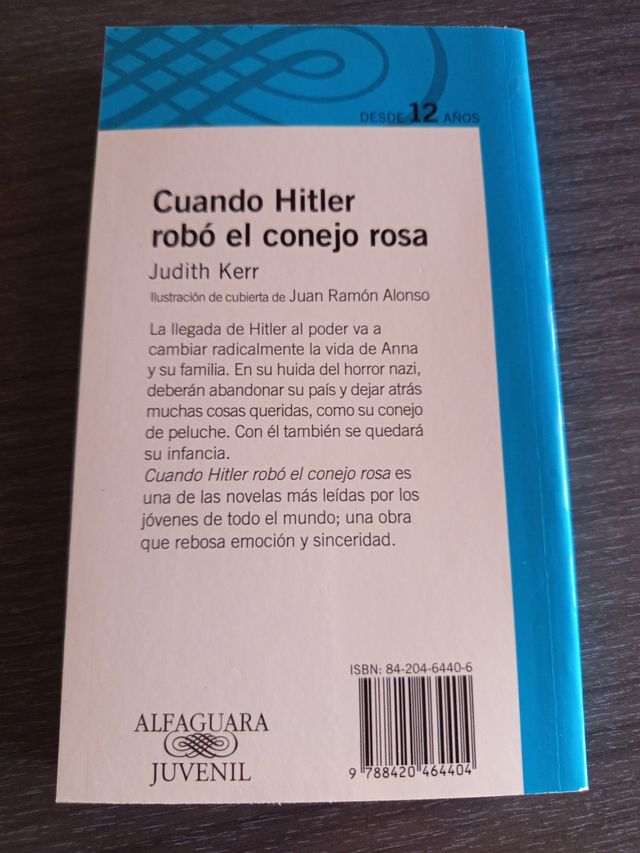 DESDE 12 AÑOS
Cuando Hitler
robó el conejo rosa
Judith Kerr
Ilustración de cubierta de Juan Ramón Alonso
La llegada de Hitler al poder va a
cambiar radicalmente la vida de Anna
y su familia. En su huida del horror nazi,
deberán abandonar su país y dejar atrás
muchas cosas queridas, como su conejo
de peluche. Con él también se quedará
su infancia.
Cuando Hitler robó el conejo rosa es
una de las novelas más leídas por los
jóvenes de todo el mundo; una obra
que rebosa emoción y sinceridad.
ISBN: 84-204-6440-6
9 788420 464404
ALFAGUARA
JUVENIL